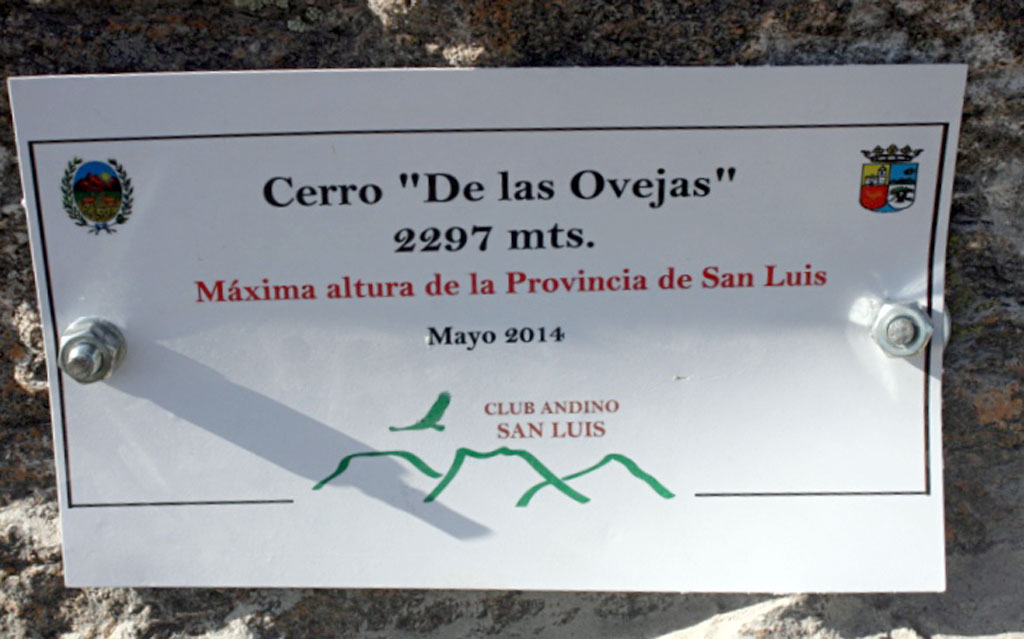 Cerro "De las Ovejas"
2297 mts.
Máxima altura de la Provincia de San Luis
Mayo 2014
CLUB ANDINO
SAN LUIS